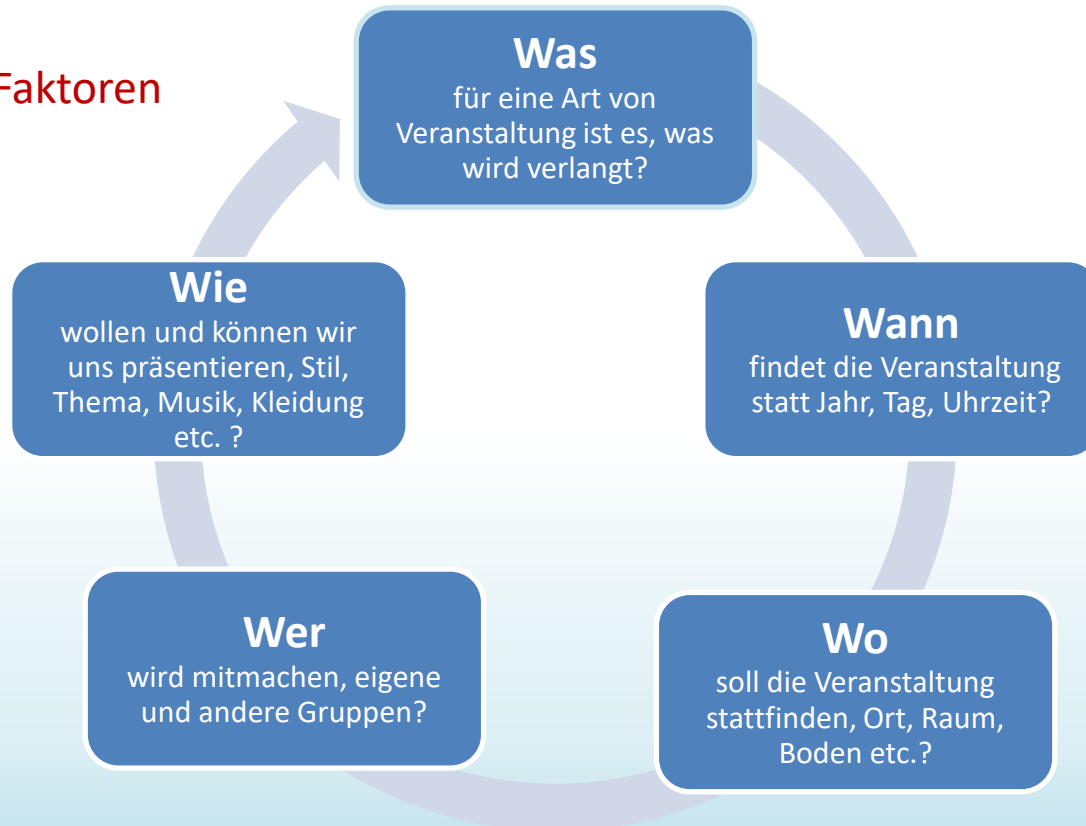 Faktoren
Was
für eine Art von
Veranstaltung ist es, was
wird verlangt?
Wann
findet die Veranstaltung
statt Jahr, Tag, Uhrzeit?
Wo
soll die Veranstaltung
stattfinden, Ort, Raum,
Boden etc.?
Wer
wird mitmachen, eigene
und andere Gruppen?
Wie
wollen und können wir
uns präsentieren, Stil,
Thema, Musik, Kleidung
etc. ?